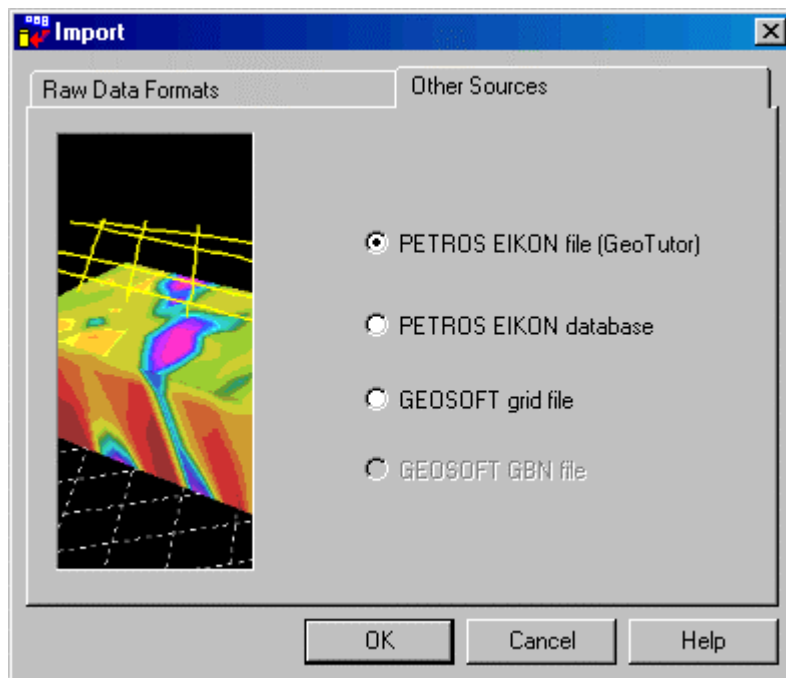 Import
Raw Data Formats
Other Sources
PETROS EIKON file (GeoTutor)
PETROS EIKON database
GEOSOFT grid file
GEOSOFT GBN file
OK
Cancel
Help